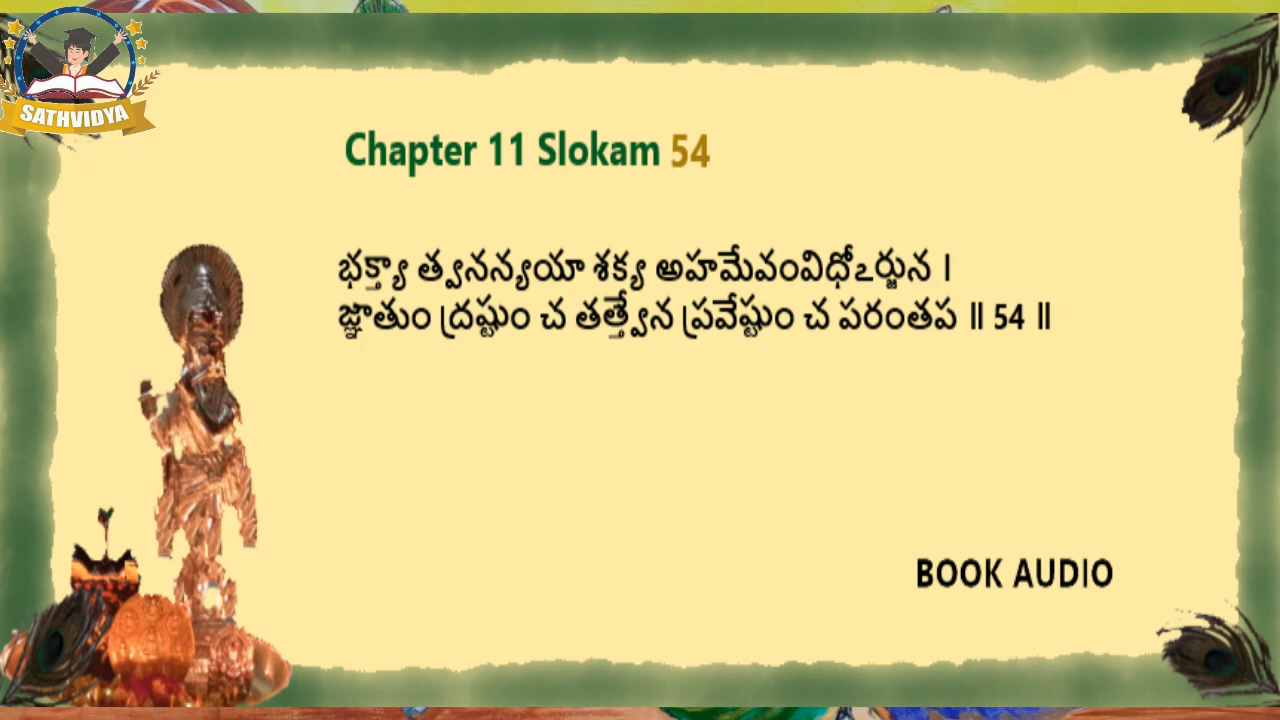 SATHVIDYA
Chapter 11 Slokam 54
భక్త్యా త్వనన్యయా శక్య అహమేవంవిధోఽర్జున ।
జ్ఞాతుం ద్రష్టుం చ తత్త్వేన ప్రవేష్టుం చ పరంతప ॥ 54 ॥
BOOK AUDIO